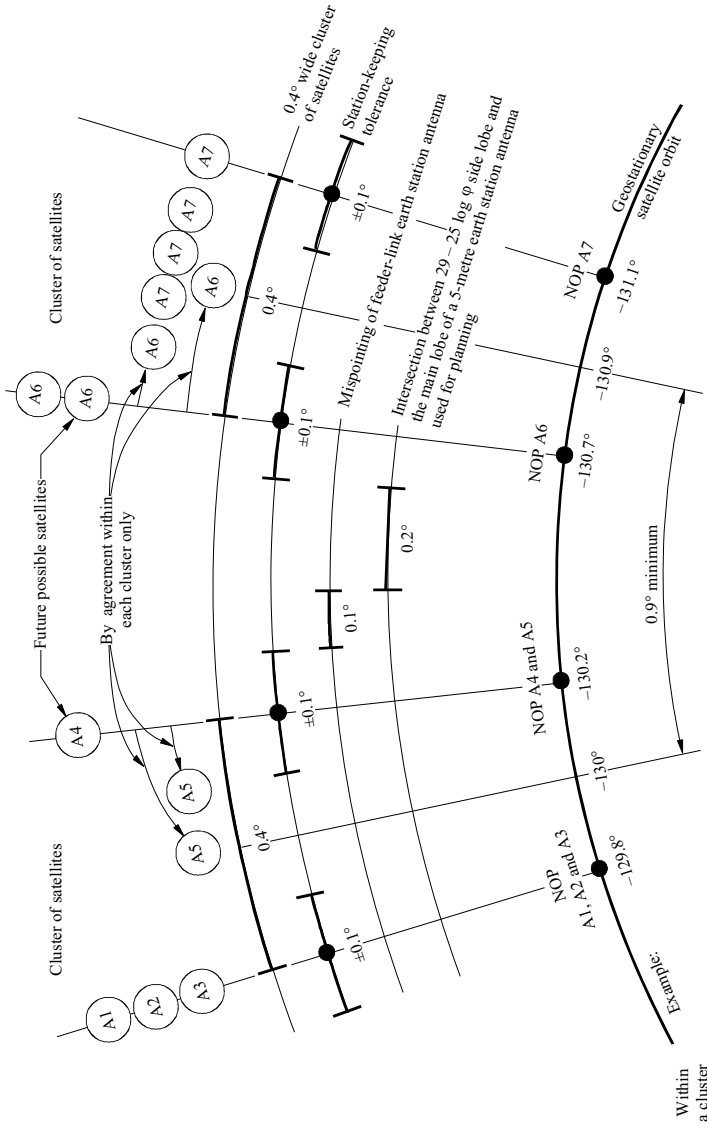 Cluster of satellites
Cluster of satellites
Future possible satellites
By agreement within
each cluster only
A1
A2
A3
A4
A5
A5
A6
A6
A6
A6
A7
A7
A7
A7
0.4° wide cluster
of satellites
0.4°
0.4°
Station-keeping
tolerance
±0.1°
±0.1°
±0.1°
±0.1°
Mispointing of feeder-link earth station antenna
0.1°
Intersection between 29 – 25 log φ side lobe and
the main lobe of a 5-metre earth station antenna
used for planning
0.2°
NOP
A1, A2 and A3
NOP A4 and A5
NOP A6
NOP A7
Geostationary
satellite orbit
Example:
–129.8°
–130°
–130.2°
–130.7°
–130.9°
–131.1°
0.9° minimum
Within
a cluster